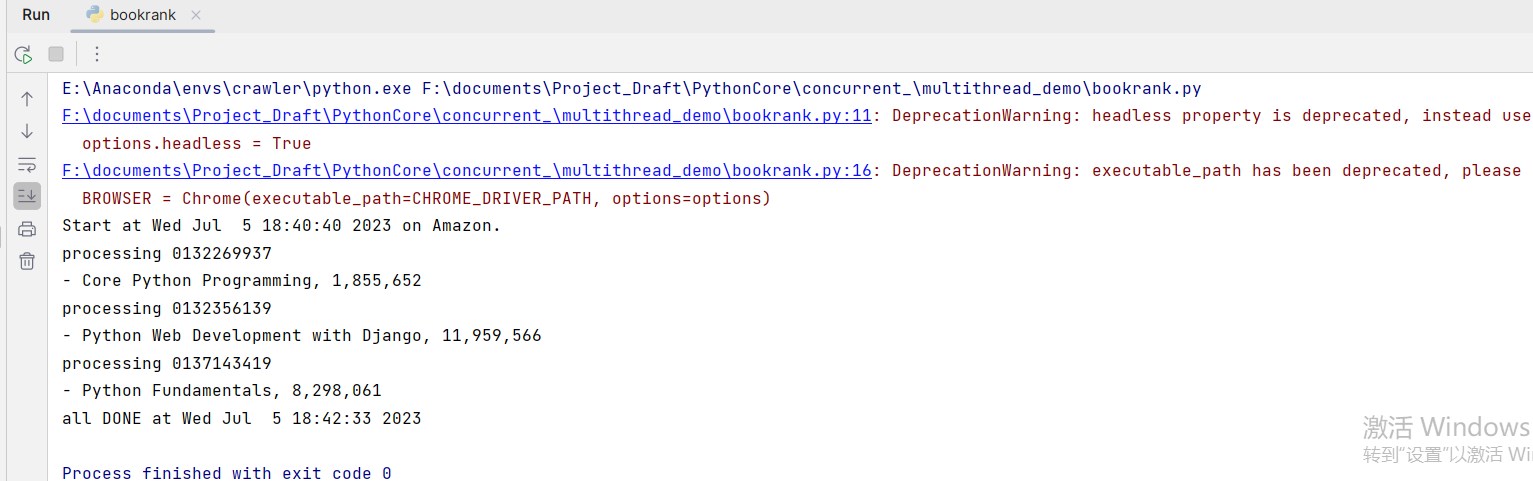 Run bookrank
E:\Anaconda\envs\crawler\python.exe F:\documents\Project_Draft\PythonCore\concurrent_\multithread_demo\bookrank.py
F:\documents\Project_Draft\PythonCore\concurrent_\multithread_demo\bookrank.py:11: DeprecationWarning: headless property is deprecated, instead use
options.headless = True
F:\documents\Project_Draft\PythonCore\concurrent_\multithread_demo\bookrank.py:16: DeprecationWarning: executable_path has been deprecated, please
BROWSER = Chrome(executable_path=CHROME_DRIVER_PATH, options=options)
Start at Wed Jul  5 18:40:40 2023 on Amazon.
processing 0132269937
- Core Python Programming, 1,855,652
processing 0132356139
- Python Web Development with Django, 11,959,566
processing 0137143419
- Python Fundamentals, 8,298,061
all DONE at Wed Jul  5 18:42:33 2023
激活 Windows
转到"设置"以激活
Process finished with exit code 0